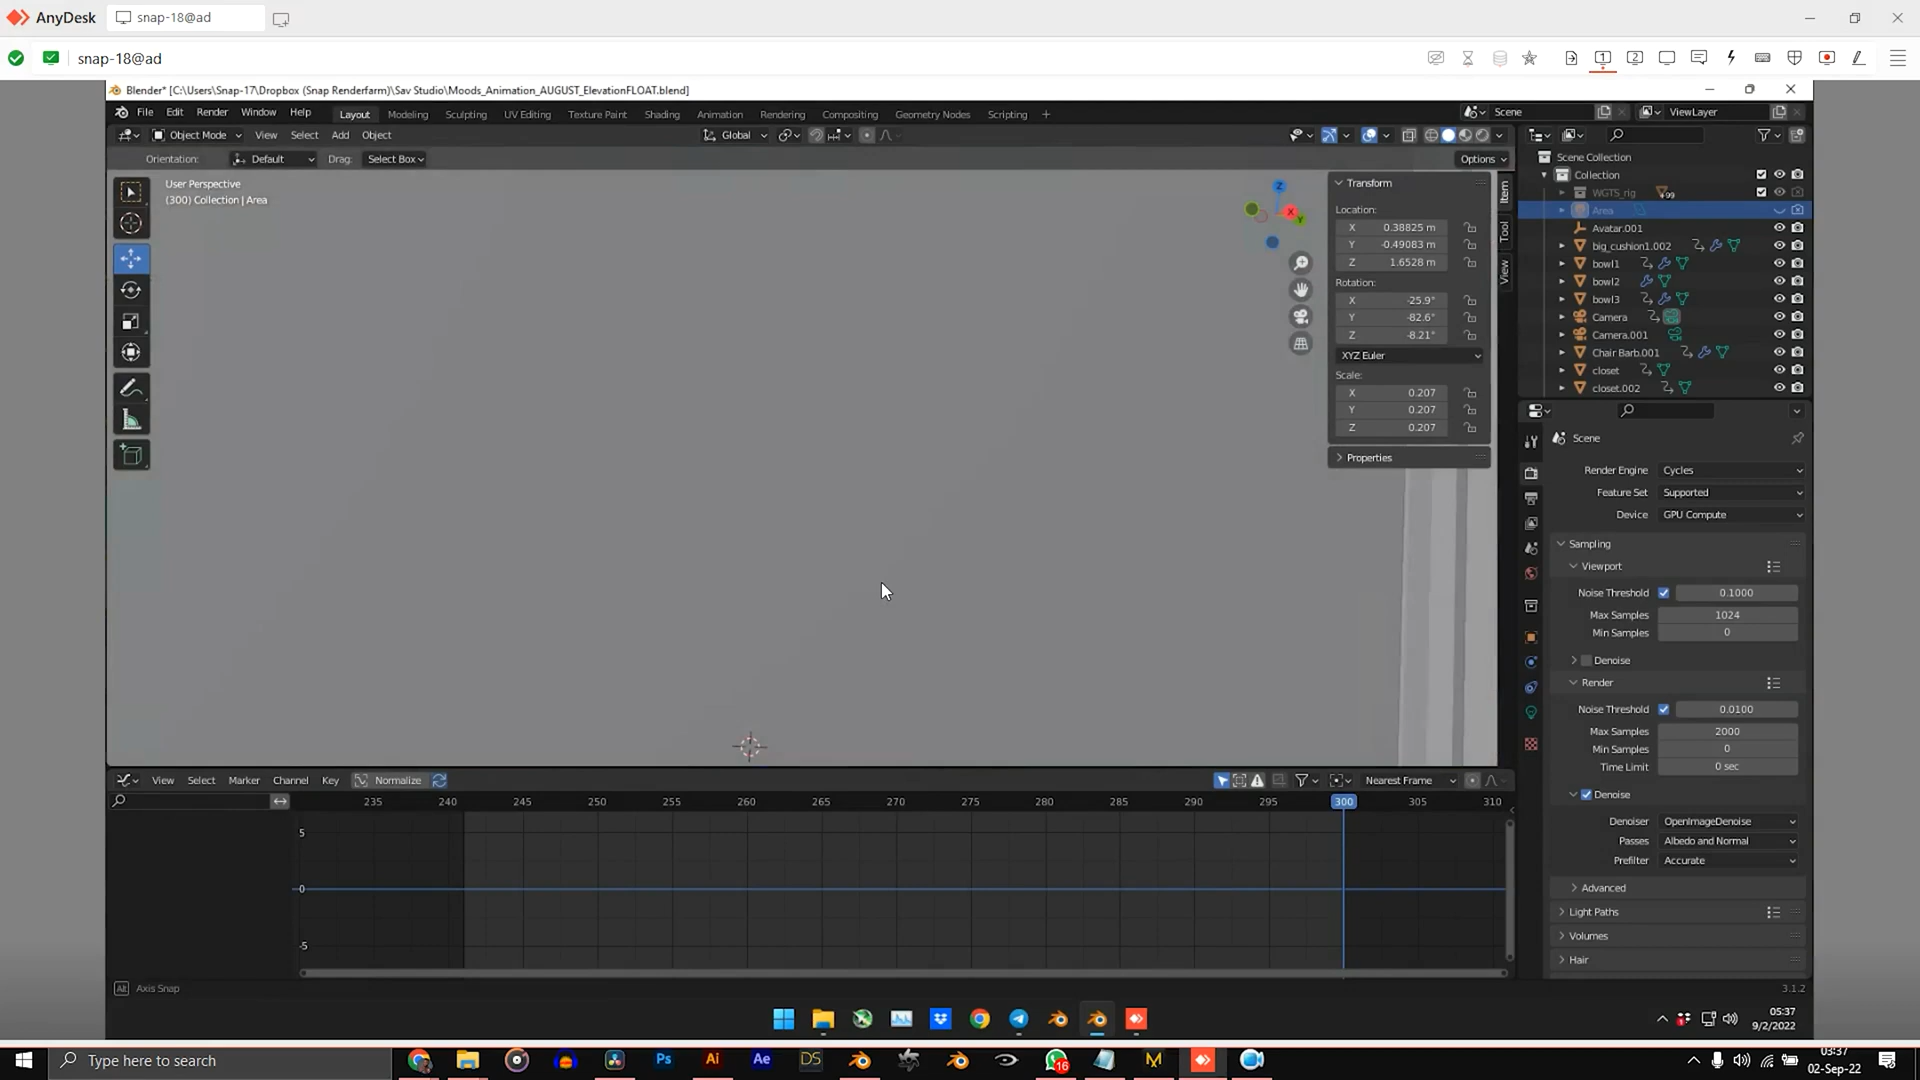 AnyDesk
snap-18@ad
snap-18@ad
1
2
Blender* [C:\Users\Snap-17\Dropbox (Snap Renderfarm)\Sav Studio\Moods_Animation_AUGUST_ElevationFLOAT.blend]
File Edit Render Window Help
Layout Modeling Sculpting UV Editing Texture Paint Shading Animation Rendering Compositing Geometry Nodes Scripting +
Scene
ViewLayer
Object Mode View Select Add Object
Global
Orientation: Default Drag: Select Box
Options
User Perspective
(300) Collection | Area
Z
X
Y
Transform
Location:
X 0.38825 m
Y -0.49083 m
Z 1.6528 m
Rotation:
X -25.9°
Y -82.6°
Z -8.21°
XYZ Euler
Scale:
X 0.207
Y 0.207
Z 0.207
Properties
Item
Tool
View
Scene Collection
Collection
WGTS_rig 99
Area
Avatar.001
big_cushion1.002
bowl1
bowl2
bowl3
Camera
Camera.001
Chair Barb.001
closet
closet.002
Scene
Render Engine Cycles
Feature Set Supported
Device GPU Compute
Sampling
Viewport
Noise Threshold 0.1000
Max Samples 1024
Min Samples 0
Denoise
Render
Noise Threshold 0.0100
Max Samples 2000
Min Samples 0
Time Limit 0 sec
Denoise
Denoiser OpenImageDenoise
Passes Albedo and Normal
Prefilter Accurate
Advanced
Light Paths
Volumes
Hair
View Select Marker Channel Key Normalize
Nearest Frame
235 240 245 250 255 260 265 270 275 280 285 290 295 300 305 310
5
0
-5
Alt Axis Snap
3.1.2
05:37
9/2/2022
Type here to search
Ps Ai Ae DS
16
03:37
02-Sep-22